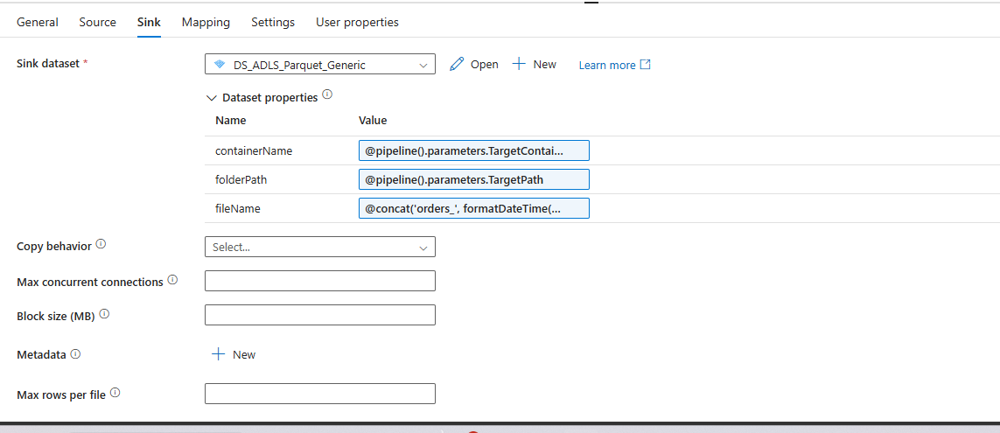 General Source Sink Mapping Settings User properties
Sink dataset * DS_ADLS_Parquet_Generic Open New Learn more
Dataset properties
Name Value
containerName @pipeline().parameters.TargetContai...
folderPath @pipeline().parameters.TargetPath
fileName @concat('orders_', formatDateTime(...
Copy behavior Select...
Max concurrent connections
Block size (MB)
Metadata New
Max rows per file